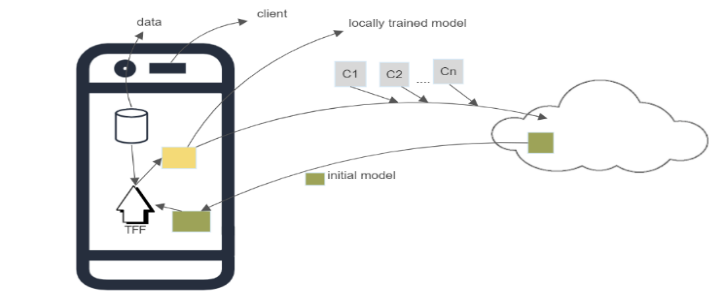 data
client
locally trained model
C1
C2
....
Cn
initial model
TFF